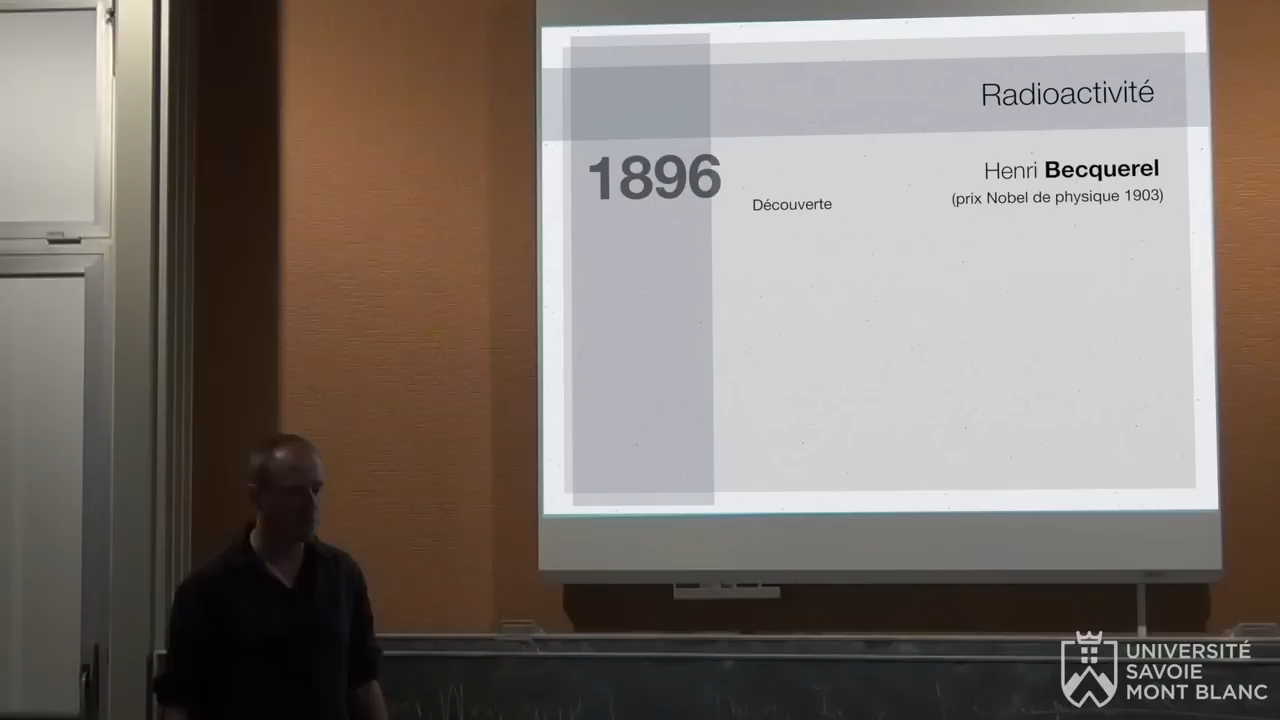 Radioactivité
1896
Découverte
Henri Becquerel
(prix Nobel de physique 1903)
UNIVERSITÉ
SAVOIE
MONT BLANC